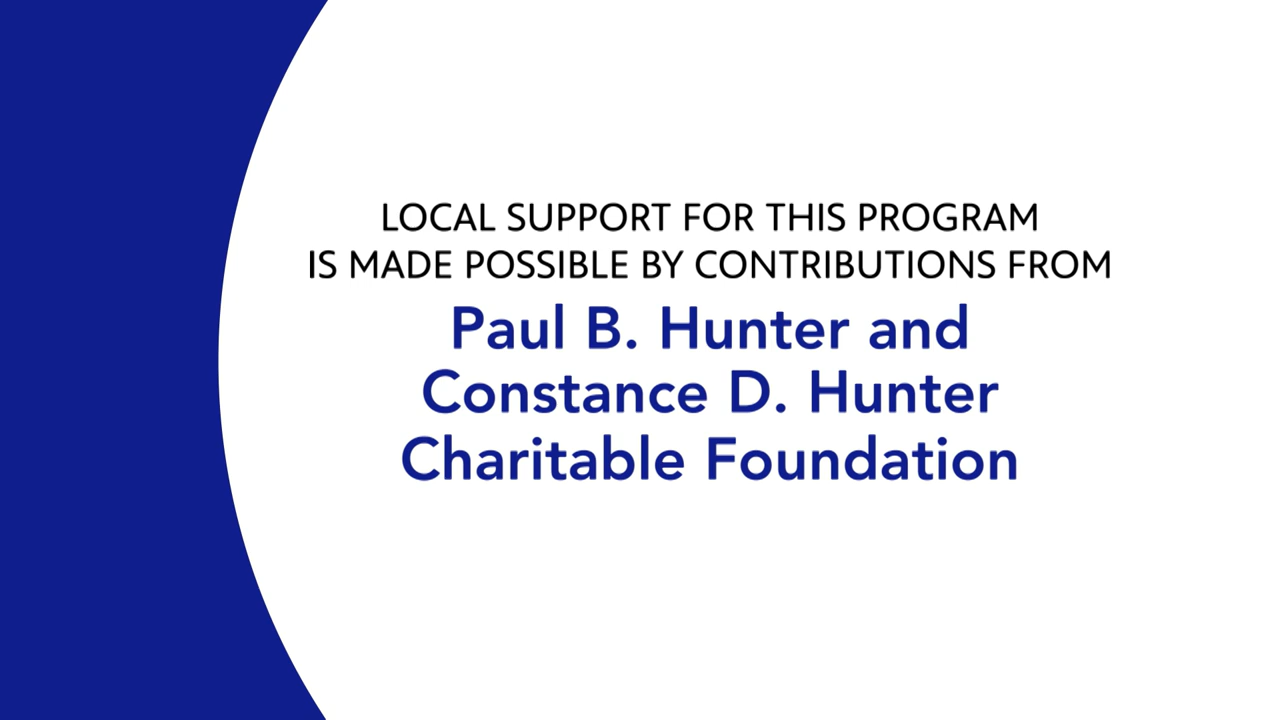 LOCAL SUPPORT FOR THIS PROGRAM
IS MADE POSSIBLE BY CONTRIBUTIONS FROM
Paul B. Hunter and
Constance D. Hunter
Charitable Foundation